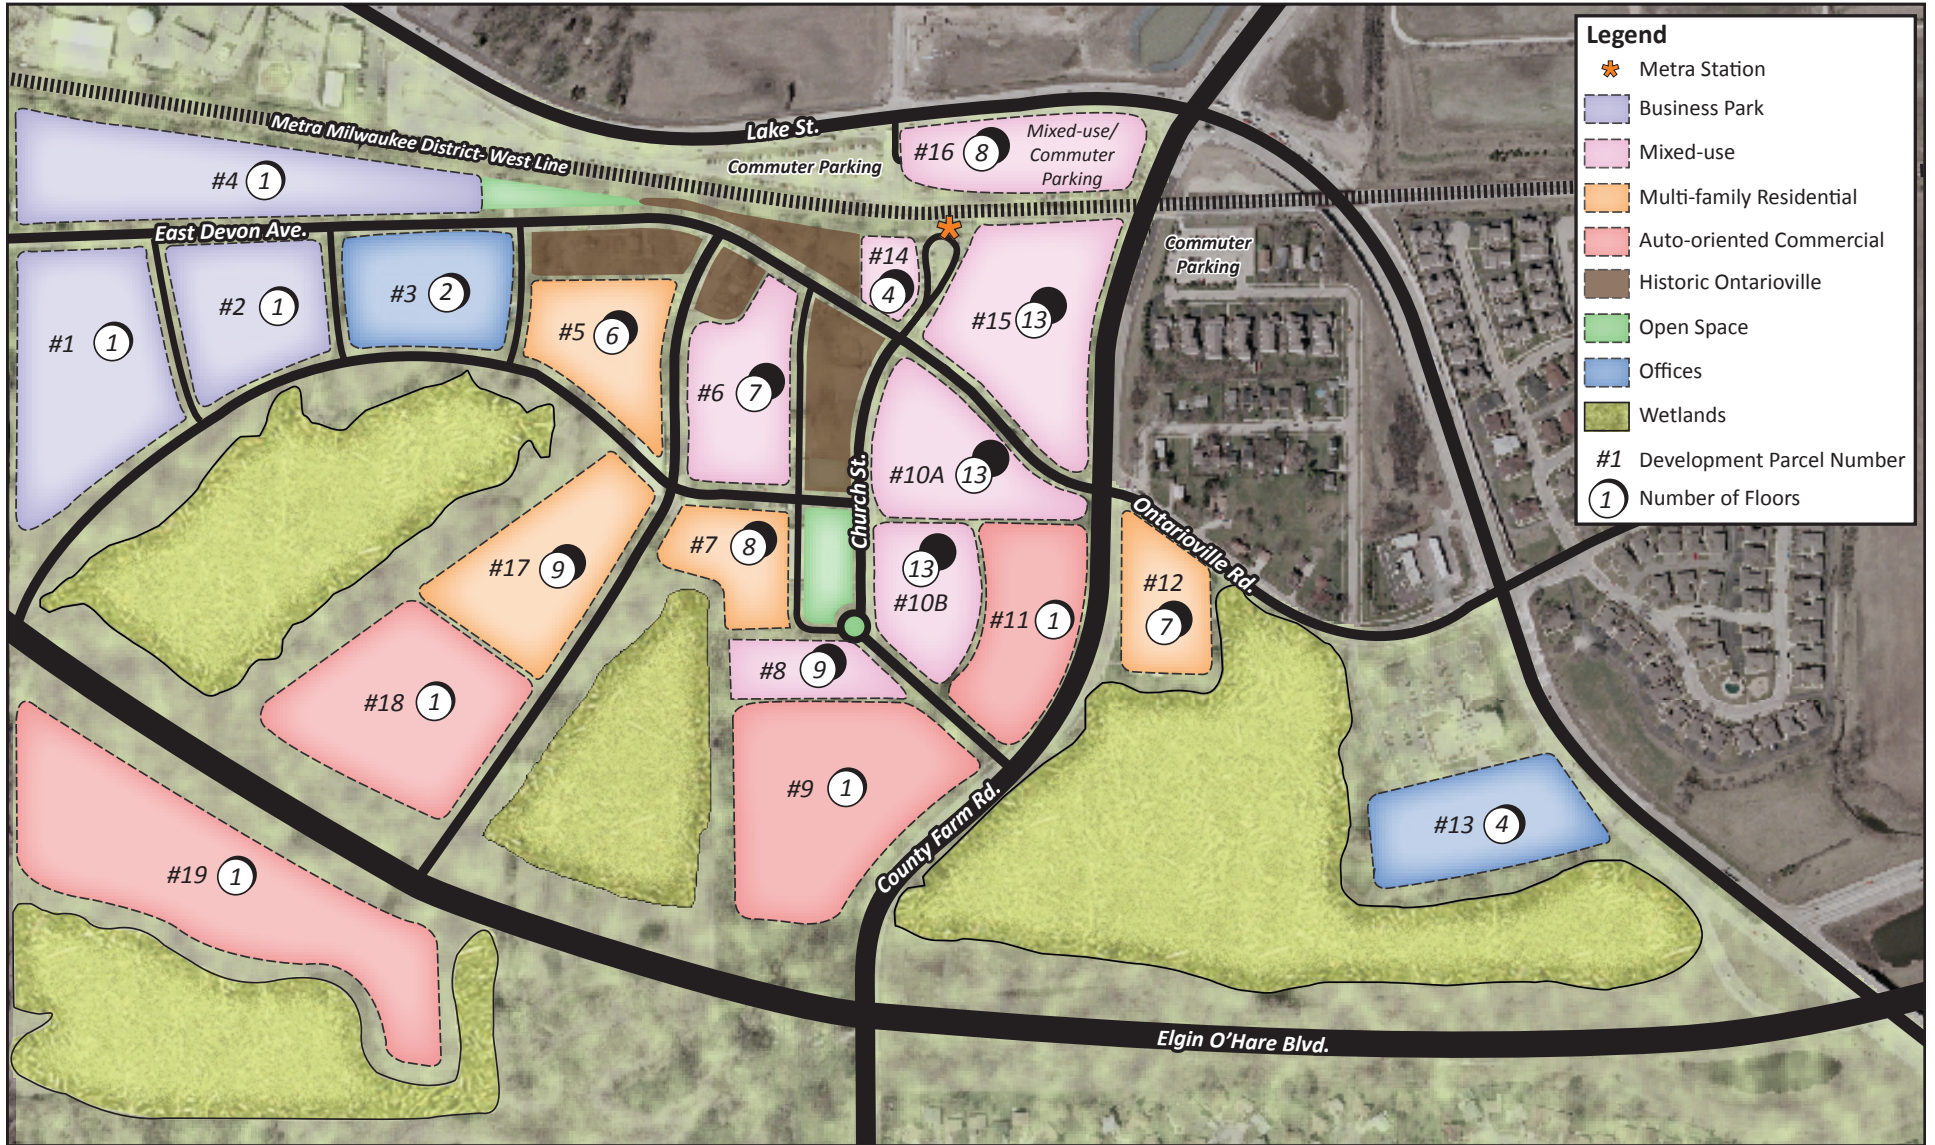 Legend
Metra Station
Business Park
Mixed-use
Multi-family Residential
Auto-oriented Commercial
Historic Ontarioville
Open Space
Offices
Wetlands
#1 Development Parcel Number
1 Number of Floors
Lake St.
Metra Milwaukee District- West Line
Commuter Parking
#16 8
Mixed-use/
Commuter
Parking
#4 1
East Devon Ave.
Commuter
Parking
#14
4
#1 1
#2 1
#3 2
#5 6
#6 7
#15 13
#10A 13
Church St.
Ontarioville Rd.
#17 9
#7 8
13
#10B
#11 1
#12
7
#8 9
#18 1
#9 1
County Farm Rd.
#13 4
#19 1
Elgin O'Hare Blvd.